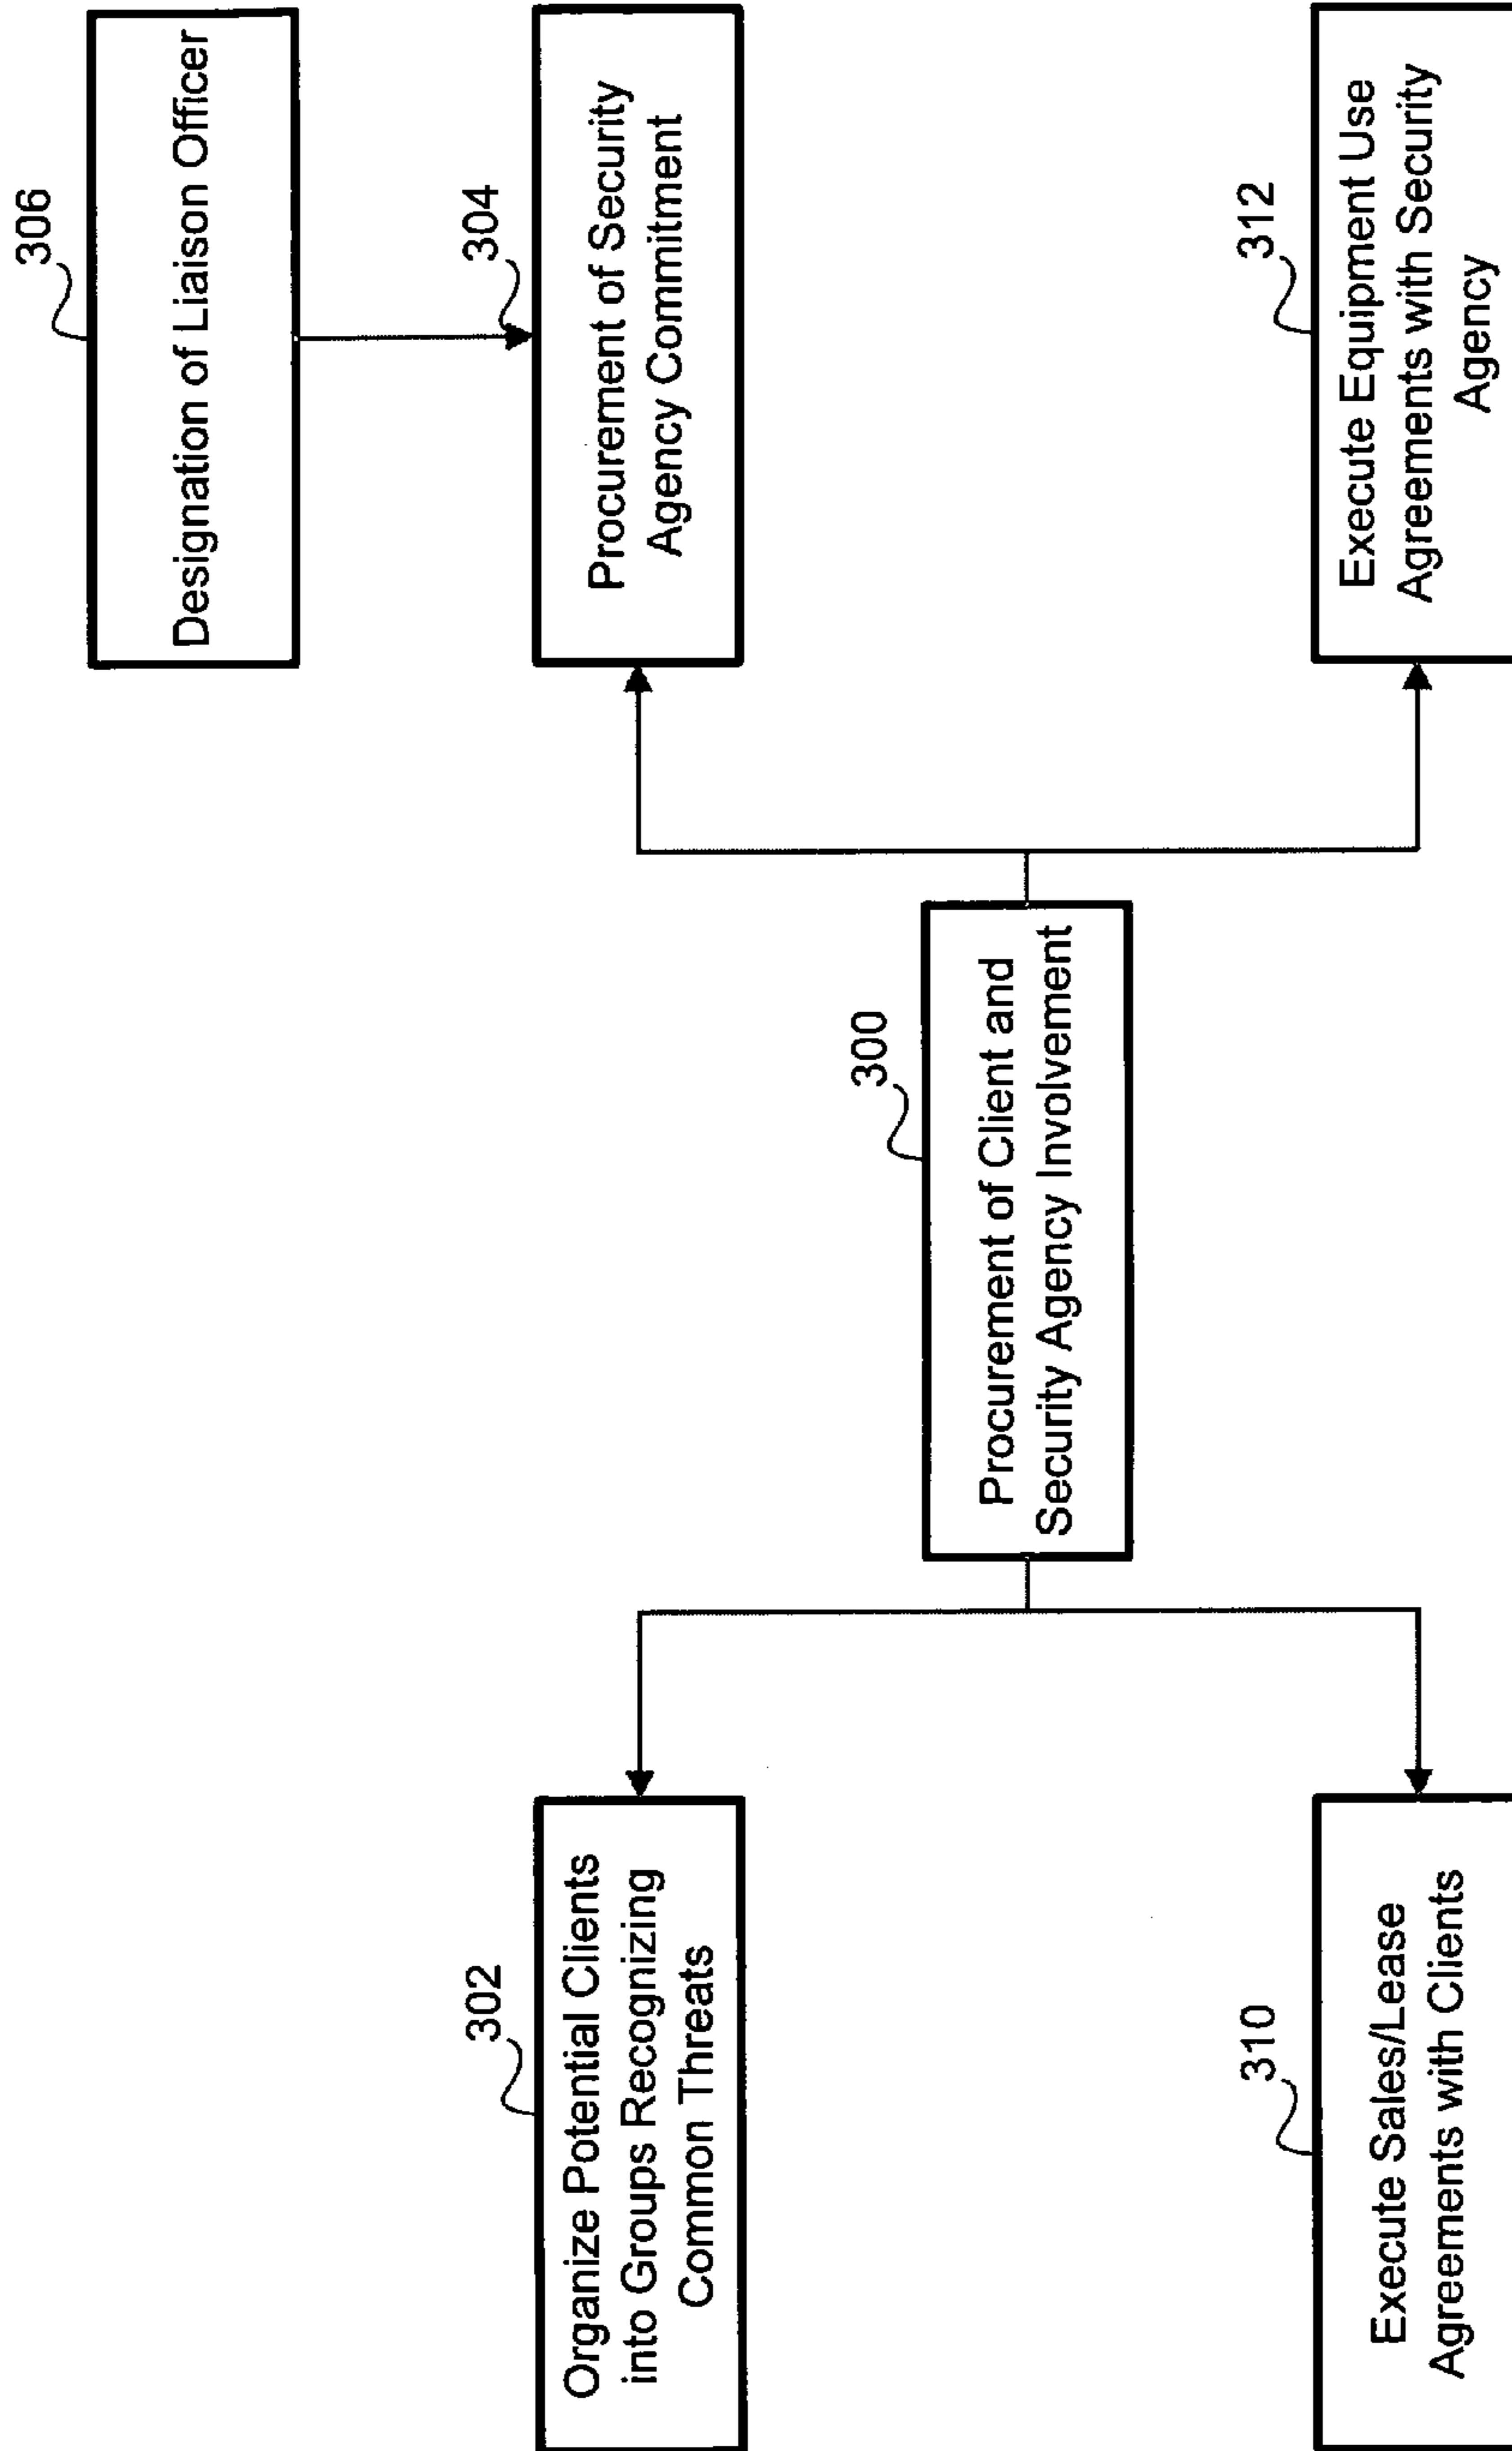 306
Designation of Liaison Officer
304
Procurement of Security
Agency Commitment
302
Organize Potential Clients
into Groups Recognizing
Common Threats
300
Procurement of Client and
Security Agency Involvement
310
Execute Sales/Lease
Agreements with Clients
312
Execute Equipment Use
Agreements with Security
Agency